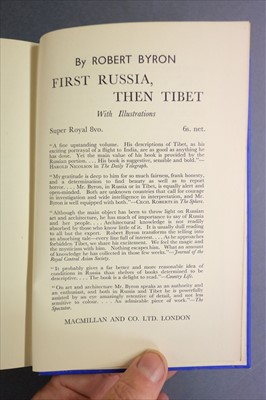 By ROBERT BYRON
FIRST RUSSIA,
THEN TIBET
With Illustrations
Super Royal 8vo. 6s. net.
"A fine upstanding volume. His descriptions of Tibet, as his
exciting portrayal of a flight to India, are as good as anything he
has done. Yet the main value of his book is provided by the
Russian portion. . . . His book is suggestive, sensible and bold."—
HAROLD NICOLSON in The Daily Telegraph.
"My gratitude is deep to him for so much fairness, frank honesty,
and a determination to find beauty as well as to report
horror. . . . Mr. Byron, in Russia or in Tibet, is equally alert and
open-minded. Both are unknown countries that call for courage
in investigation and wide intelligence in interpretation, and Mr.
Byron is well equipped with both."—CECIL ROBERTS in The Sphere.
"Although the main object has been to throw light on Russian
art and architecture, he has much of importance to say of Russia
and her people. . . . Architectural knowledge is not readily
absorbed by those who know little of it. It is usually dull reading
to all but the expert. Robert Byron transforms the telling into
an absorbing tale—every line full of interest. . . . As he approaches
forbidden Tibet, we share his excitement. We feel the magic and
the mysticism with him. Nothing escapes him. What an amount
of knowledge he has collected in those few weeks."—Journal of the
Royal Central Asian Society.
"It probably gives a far better and more reasonable idea of
conditions in Russia than shelves of books determined to be
descriptive. . . . The book is a delight to read."—Country Life.
"On art and architecture Mr. Byron speaks as an authority and
an enthusiast, and both in Russia and Tibet he is powerfully
assisted by an eye amazingly retentive of detail, and not less
sensitive to colour. . . . An admirable piece of work."—The
Spectator.
MACMILLAN AND CO. LTD. LONDON